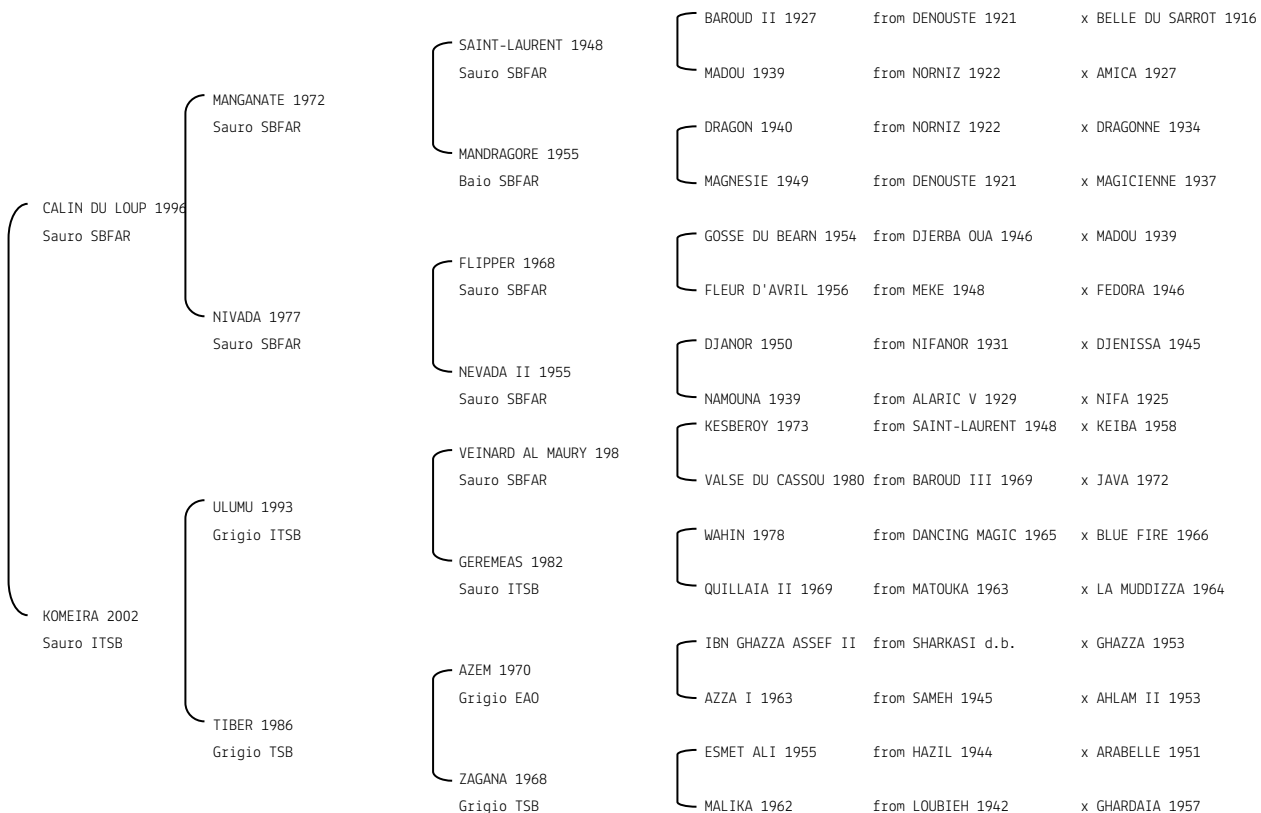 BAROUD II 1927 from DENOUSTE 1921 x BELLE DU SARROT 1916
SAINT-LAURENT 1948
Sauro SBFAR
MADOU 1939 from NORNIZ 1922 x AMICA 1927
MANGANATE 1972
Sauro SBFAR
DRAGON 1940 from NORNIZ 1922 x DRAGONNE 1934
MANDRAGORE 1955
Baio SBFAR
MAGNESIE 1949 from DENOUSTE 1921 x MAGICIENNE 1937
CALIN DU LOUP 1996
Sauro SBFAR
GOSSE DU BEARN 1954 from DJERBA OUA 1946 x MADOU 1939
FLIPPER 1968
Sauro SBFAR
FLEUR D'AVRIL 1956 from MEKE 1948 x FEDORA 1946
NIVADA 1977
Sauro SBFAR
DJANOR 1950 from NIFANOR 1931 x DJENISSA 1945
NEVADA II 1955
Sauro SBFAR
NAMOUNA 1939 from ALARIC V 1929 x NIFA 1925
KESBEROY 1973 from SAINT-LAURENT 1948 x KEIBA 1958
VEINARD AL MAURY 198
Sauro SBFAR
VALSE DU CASSOU 1980 from BAROUD III 1969 x JAVA 1972
ULUMU 1993
Grigio ITSB
WAHIN 1978 from DANCING MAGIC 1965 x BLUE FIRE 1966
GEREMEAS 1982
Sauro ITSB
QUILLAIA II 1969 from MATOUKA 1963 x LA MUDDIZZA 1964
KOMEIRA 2002
Sauro ITSB
IBN GHAZZA ASSEF II from SHARKASI d.b. x GHAZZA 1953
AZEM 1970
Grigio EAO
AZZA I 1963 from SAMEH 1945 x AHLAM II 1953
TIBER 1986
Grigio TSB
ESMET ALI 1955 from HAZIL 1944 x ARABELLE 1951
ZAGANA 1968
Grigio TSB
MALIKA 1962 from LOUBIEH 1942 x GHARDAIA 1957